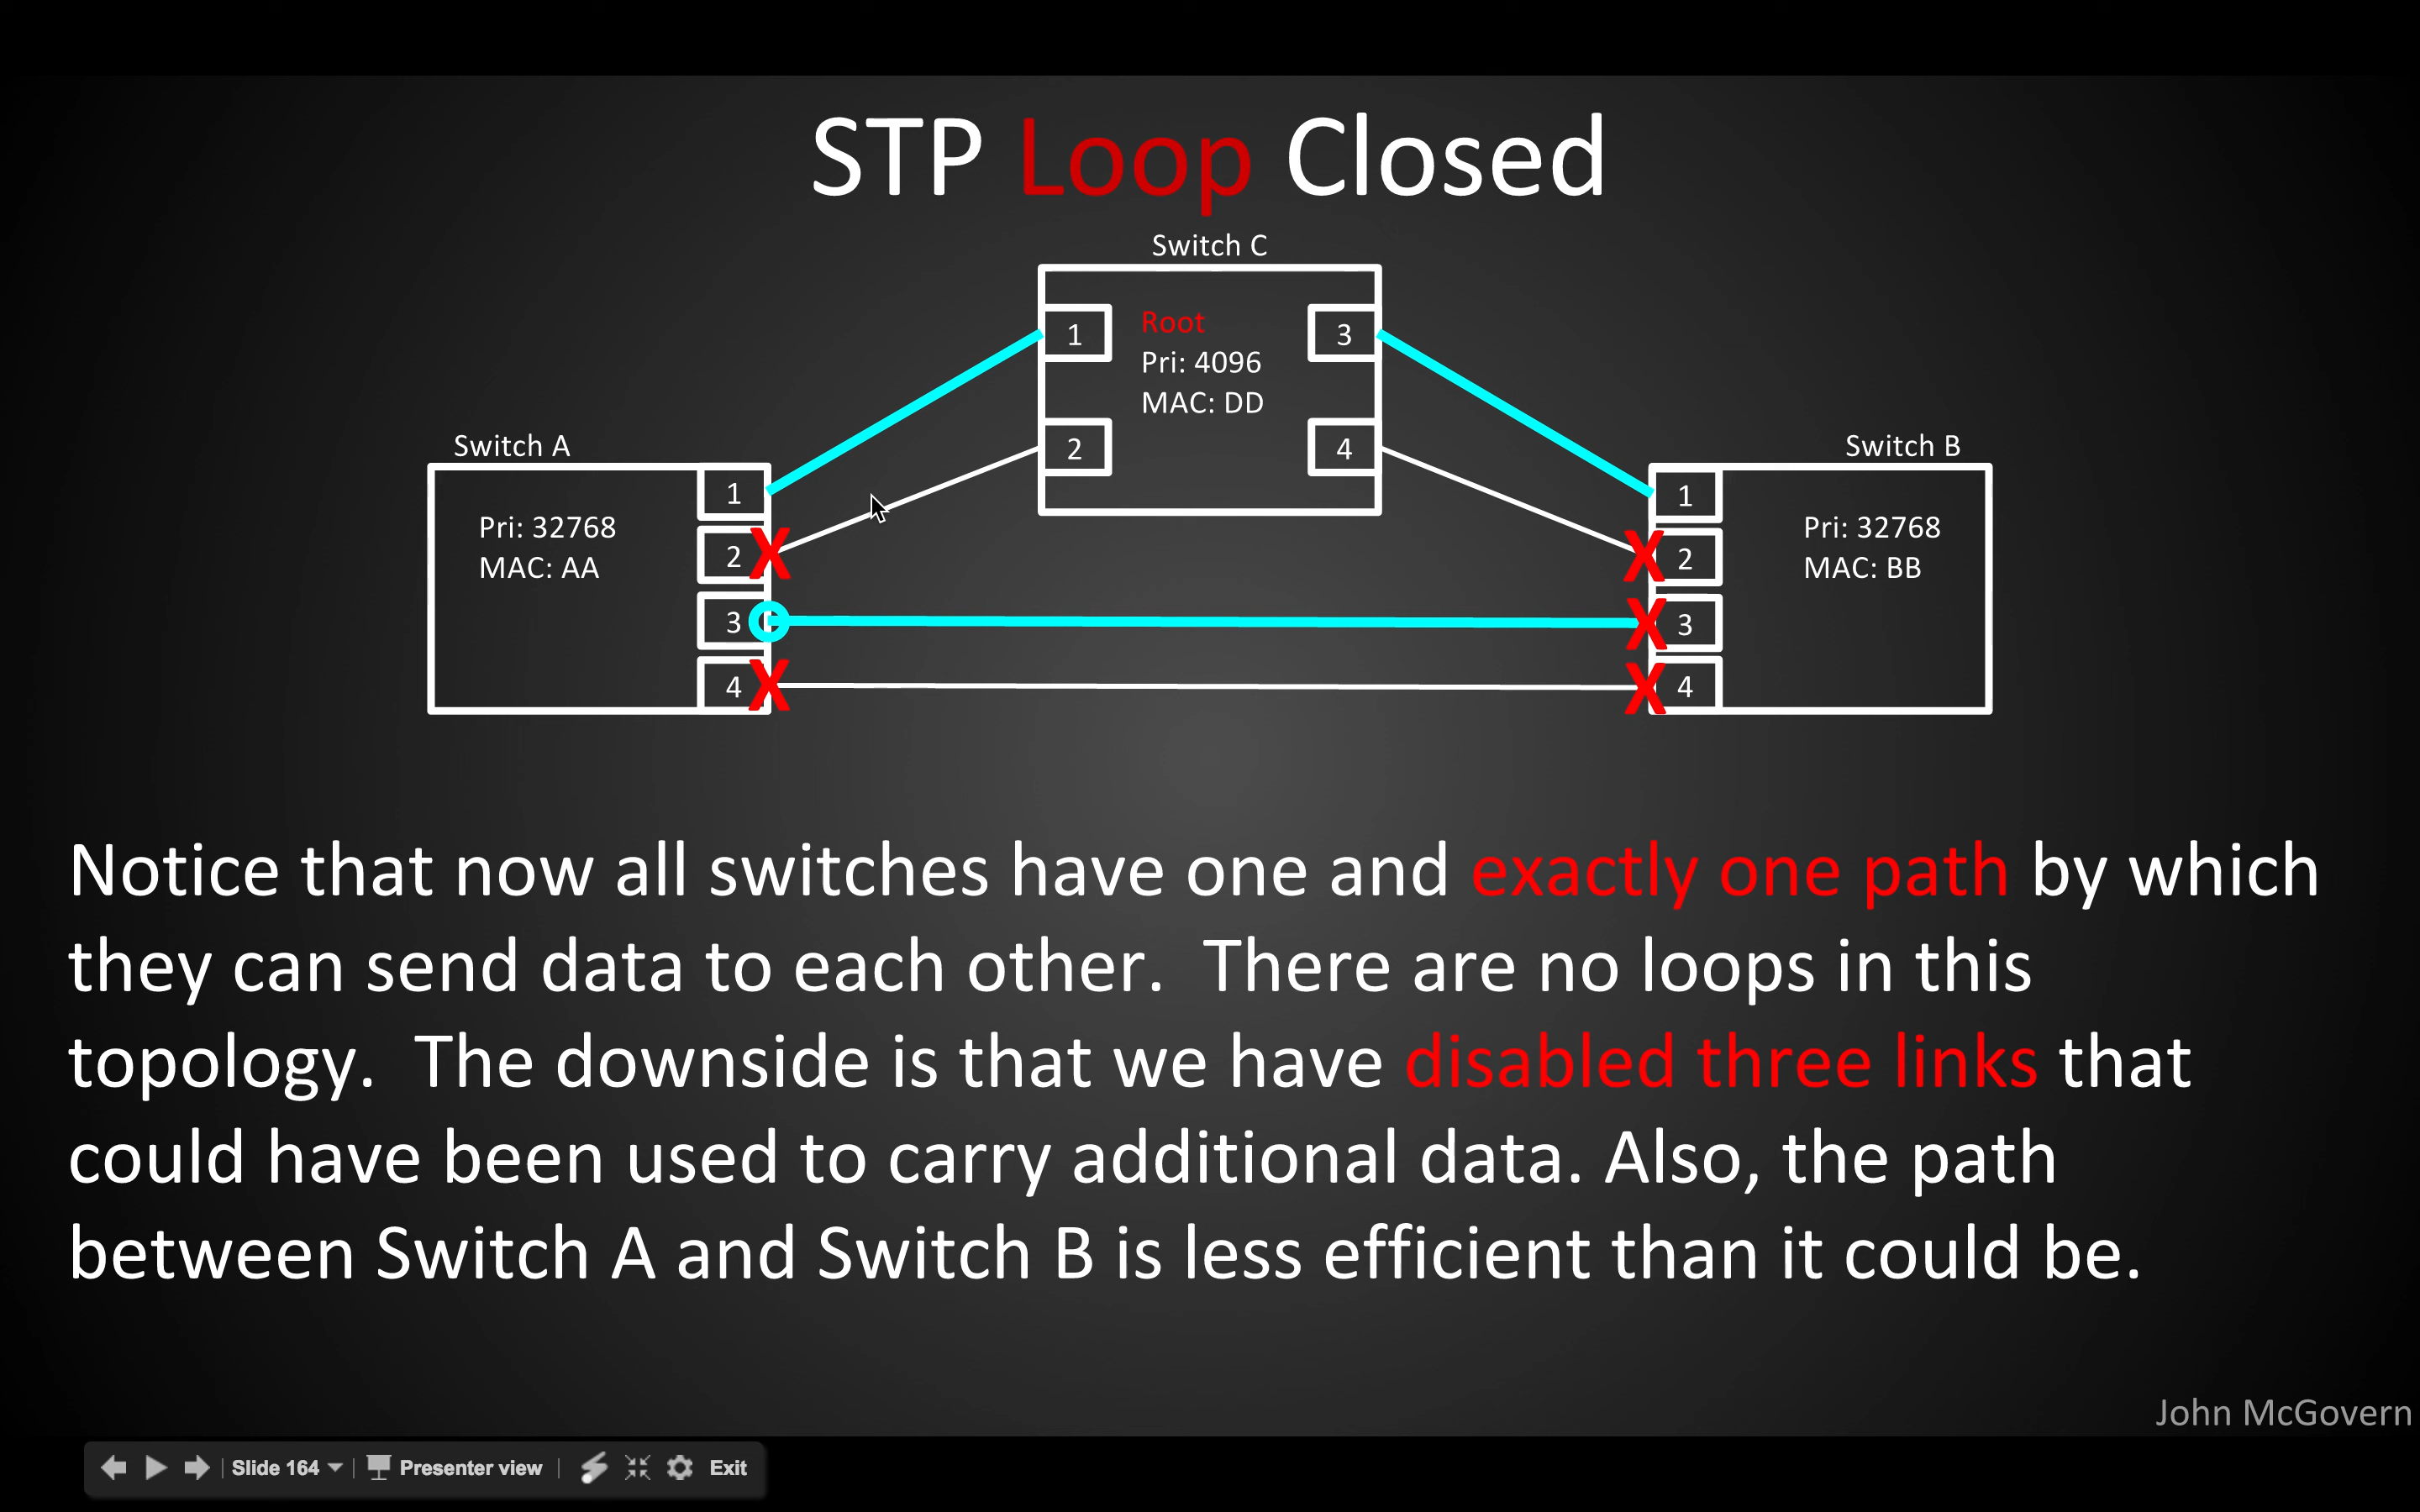 STP Loop Closed
Switch C
1
Root
3
Pri: 4096
MAC: DD
2
4
Switch A
1
Pri: 32768
MAC: AA
2
X
3
4
X
Switch B
1
Pri: 32768
MAC: BB
X
2
X
3
X
4
Notice that now all switches have one and exactly one path by which
they can send data to each other. There are no loops in this
topology. The downside is that we have disabled three links that
could have been used to carry additional data. Also, the path
between Switch A and Switch B is less efficient than it could be.
John McGovern
Slide 164
Presenter view
Exit